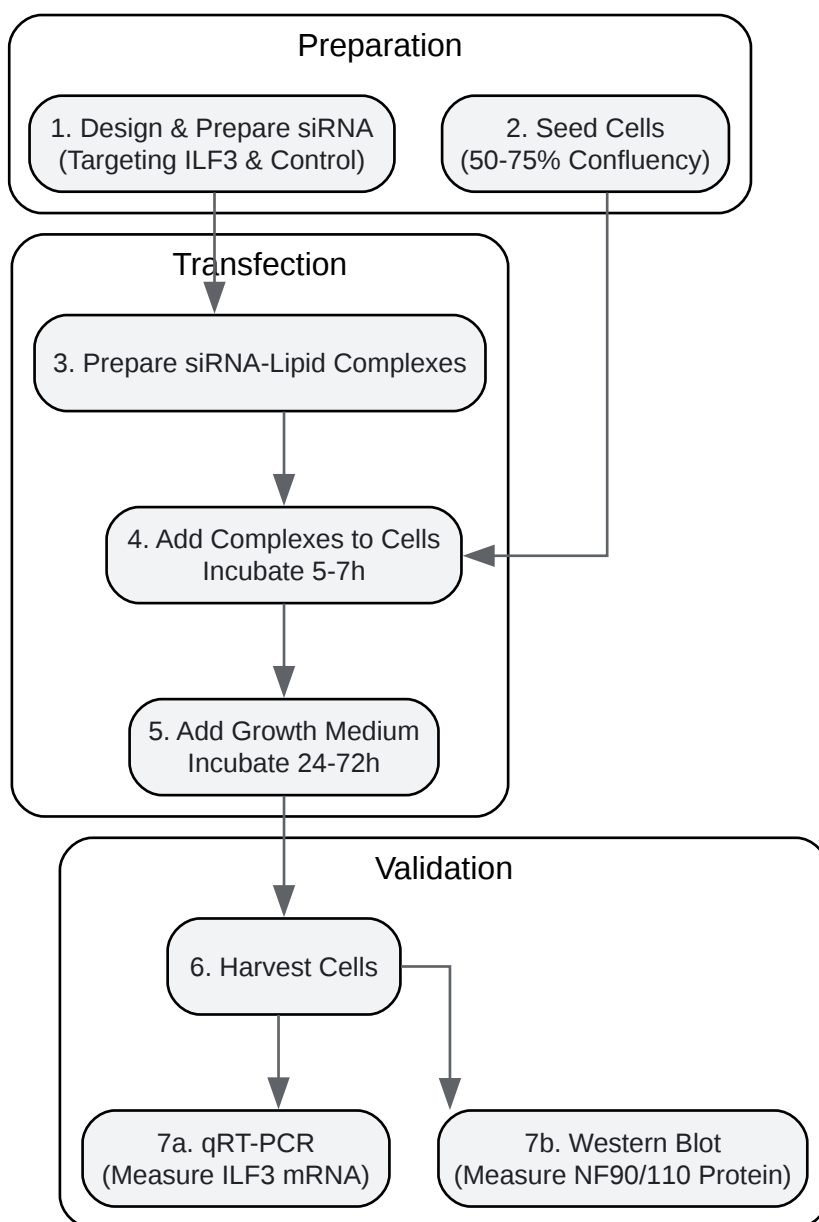 Preparation
1. Design & Prepare siRNA
(Targeting ILF3 & Control)
2. Seed Cells
(50-75% Confluency)
Transfection
3. Prepare siRNA-Lipid Complexes
4. Add Complexes to Cells
Incubate 5-7h
5. Add Growth Medium
Incubate 24-72h
Validation
6. Harvest Cells
7a. qRT-PCR
(Measure ILF3 mRNA)
7b. Western Blot
(Measure NF90/110 Protein)